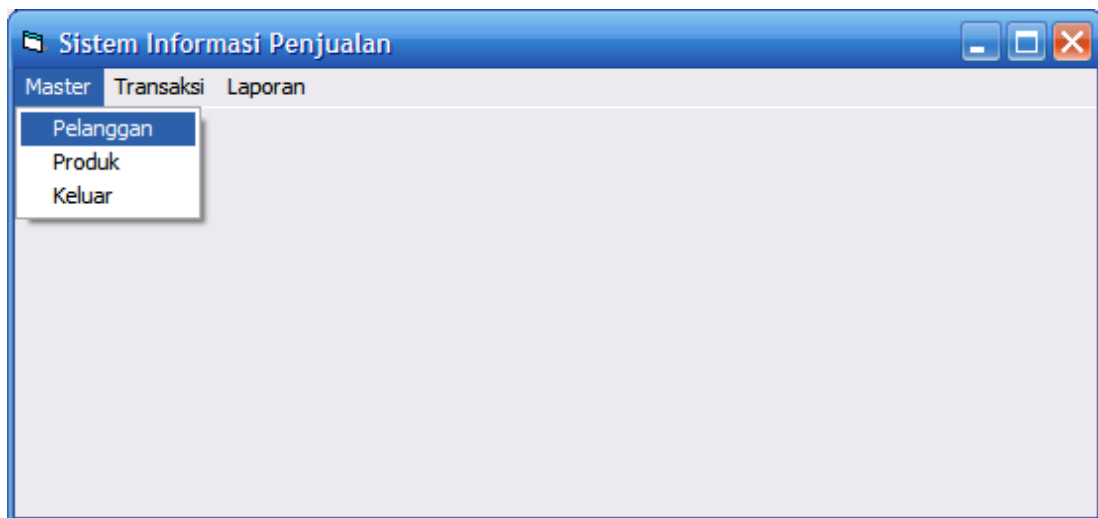 Sistem Informasi Penjualan
Master Transaksi Laporan
Pelanggan
Produk
Keluar